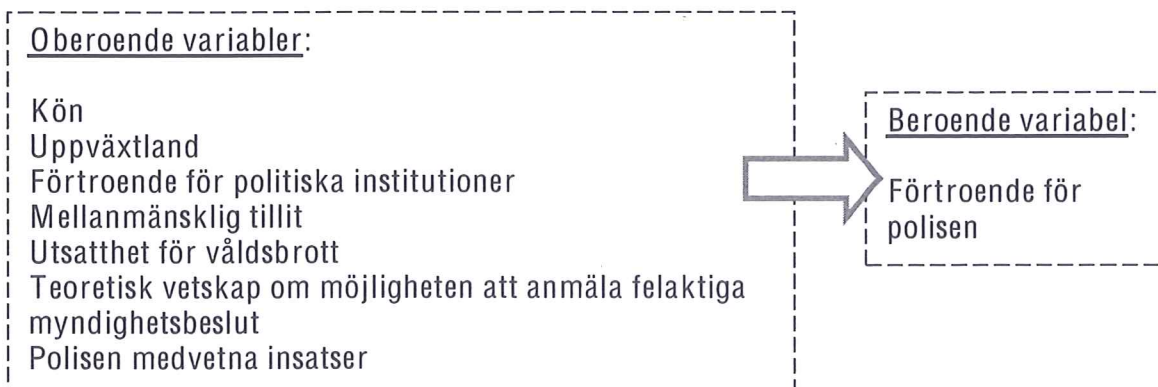 Oberoende variabler:
Kön
Uppväxtland
Förtroende för politiska institutioner
Mellanmänsklig tillit
Utsatthet för våldsbrott
Teoretisk vetskap om möjligheten att anmäla felaktiga
myndighetsbeslut
Polisen medvetna insatser
Beroende variabel:
Förtroende för
polisen